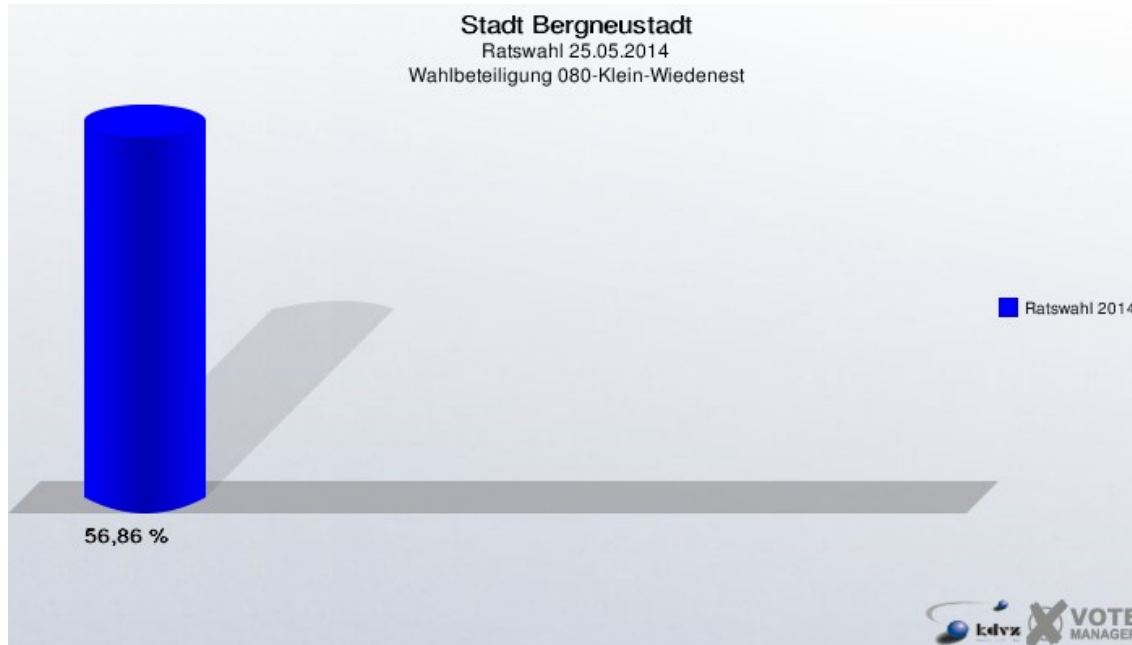 Stadt Bergneustadt
Ratswahl 25.05.2014
Wahlbeteiligung 080-Klein-Wiedenest
Ratswahl 2014
56,86 %
kdvz
VOTE
MANAGER